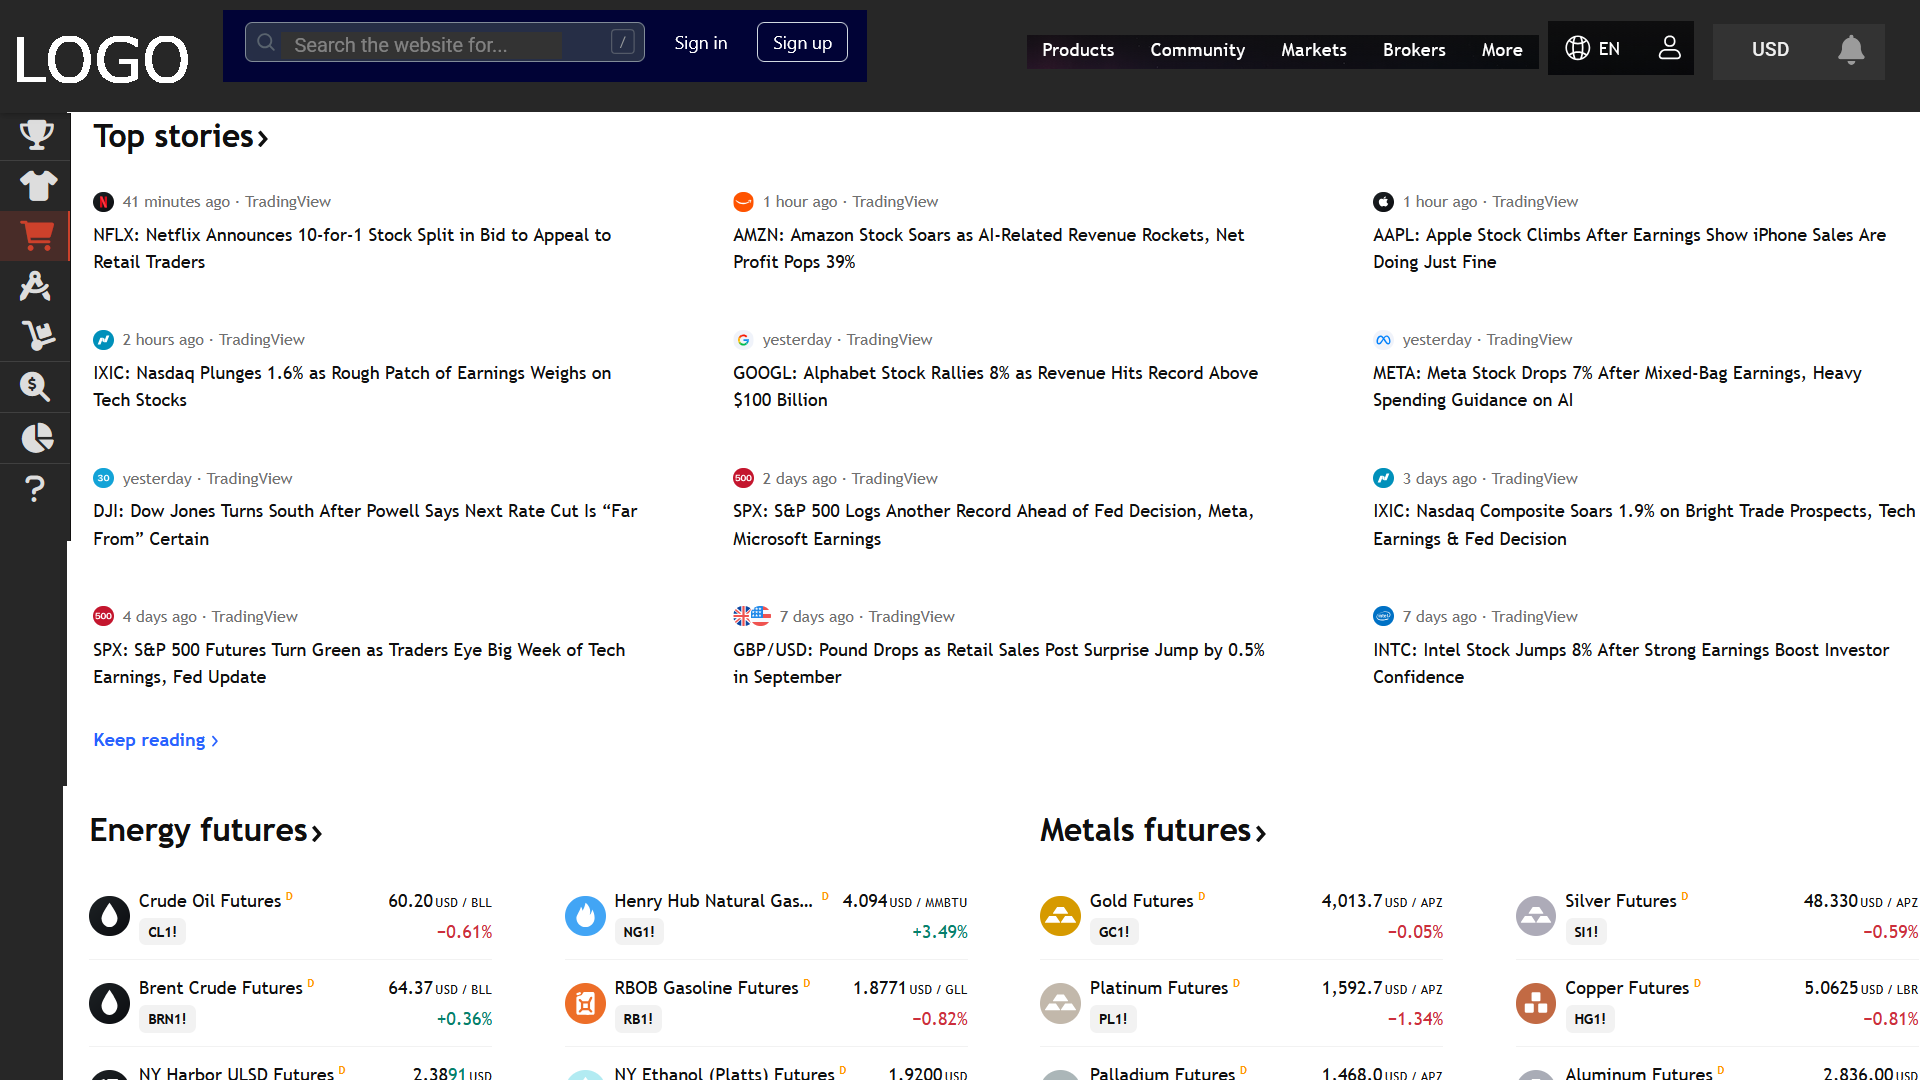 LOGO
Search the website for...
/
Sign in
Sign up
Products
Community
Markets
Brokers
More
EN
USD
Top stories
41 minutes ago · TradingView
NFLX: Netflix Announces 10-for-1 Stock Split in Bid to Appeal to
Retail Traders
1 hour ago · TradingView
AMZN: Amazon Stock Soars as AI-Related Revenue Rockets, Net
Profit Pops 39%
1 hour ago · TradingView
AAPL: Apple Stock Climbs After Earnings Show iPhone Sales Are
Doing Just Fine
2 hours ago · TradingView
IXIC: Nasdaq Plunges 1.6% as Rough Patch of Earnings Weighs on
Tech Stocks
yesterday · TradingView
GOOGL: Alphabet Stock Rallies 8% as Revenue Hits Record Above
$100 Billion
yesterday · TradingView
META: Meta Stock Drops 7% After Mixed-Bag Earnings, Heavy
Spending Guidance on AI
30 yesterday · TradingView
DJI: Dow Jones Turns South After Powell Says Next Rate Cut Is “Far
From” Certain
500 2 days ago · TradingView
SPX: S&P 500 Logs Another Record Ahead of Fed Decision, Meta,
Microsoft Earnings
3 days ago · TradingView
IXIC: Nasdaq Composite Soars 1.9% on Bright Trade Prospects, Tech
Earnings & Fed Decision
500 4 days ago · TradingView
SPX: S&P 500 Futures Turn Green as Traders Eye Big Week of Tech
Earnings, Fed Update
7 days ago · TradingView
GBP/USD: Pound Drops as Retail Sales Post Surprise Jump by 0.5%
in September
7 days ago · TradingView
INTC: Intel Stock Jumps 8% After Strong Earnings Boost Investor
Confidence
Keep reading
Energy futures
Crude Oil Futures D 60.20 USD / BLL
CL1! −0.61%
Henry Hub Natural Gas... D 4.094 USD / MMBTU
NG1! +3.49%
Brent Crude Futures D 64.37 USD / BLL
BRN1! +0.36%
RBOB Gasoline Futures D 1.8771 USD / GLL
RB1! −0.82%
NY Harbor ULSD Futures D 2.3891 USD
NY Ethanol (Platts) Futures D 1.9200 USD
Metals futures
Gold Futures D 4,013.7 USD / APZ
GC1! −0.05%
Silver Futures D 48.330 USD / APZ
SI1! −0.59%
Platinum Futures D 1,592.7 USD / APZ
PL1! −1.34%
Copper Futures D 5.0625 USD / LBR
HG1! −0.81%
Palladium Futures D 1,468.0 USD / APZ
Aluminum Futures D 2,836.00 USD